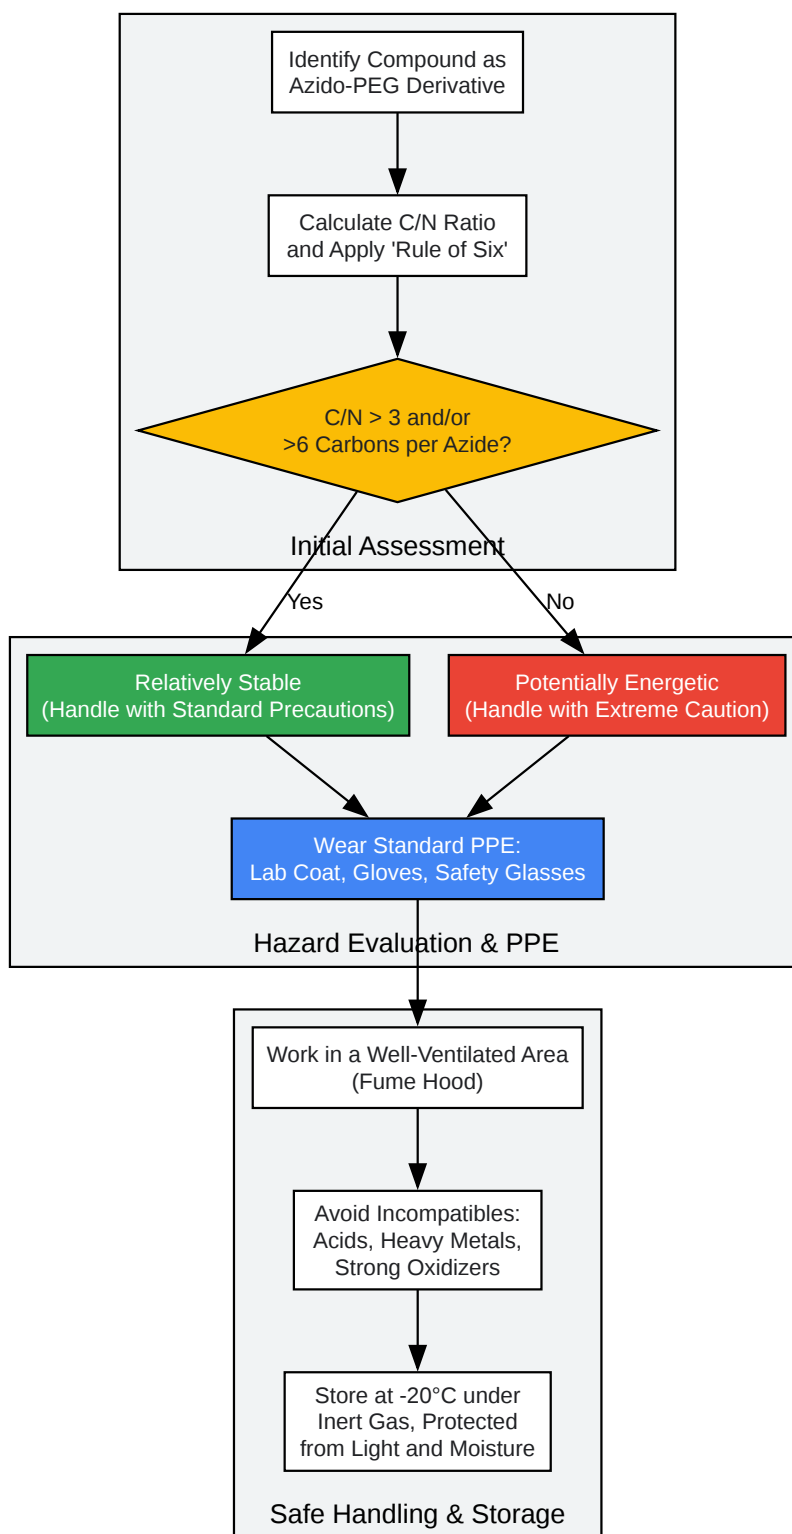 Identify Compound as
Azido-PEG Derivative
Calculate C/N Ratio
and Apply 'Rule of Six'
C/N > 3 and/or
>6 Carbons per Azide?
Initial Assessment
Yes
No
Relatively Stable
(Handle with Standard Precautions)
Potentially Energetic
(Handle with Extreme Caution)
Wear Standard PPE:
Lab Coat, Gloves, Safety Glasses
Hazard Evaluation & PPE
Work in a Well-Ventilated Area
(Fume Hood)
Avoid Incompatibles:
Acids, Heavy Metals,
Strong Oxidizers
Store at -20°C under
Inert Gas, Protected
from Light and Moisture
Safe Handling & Storage